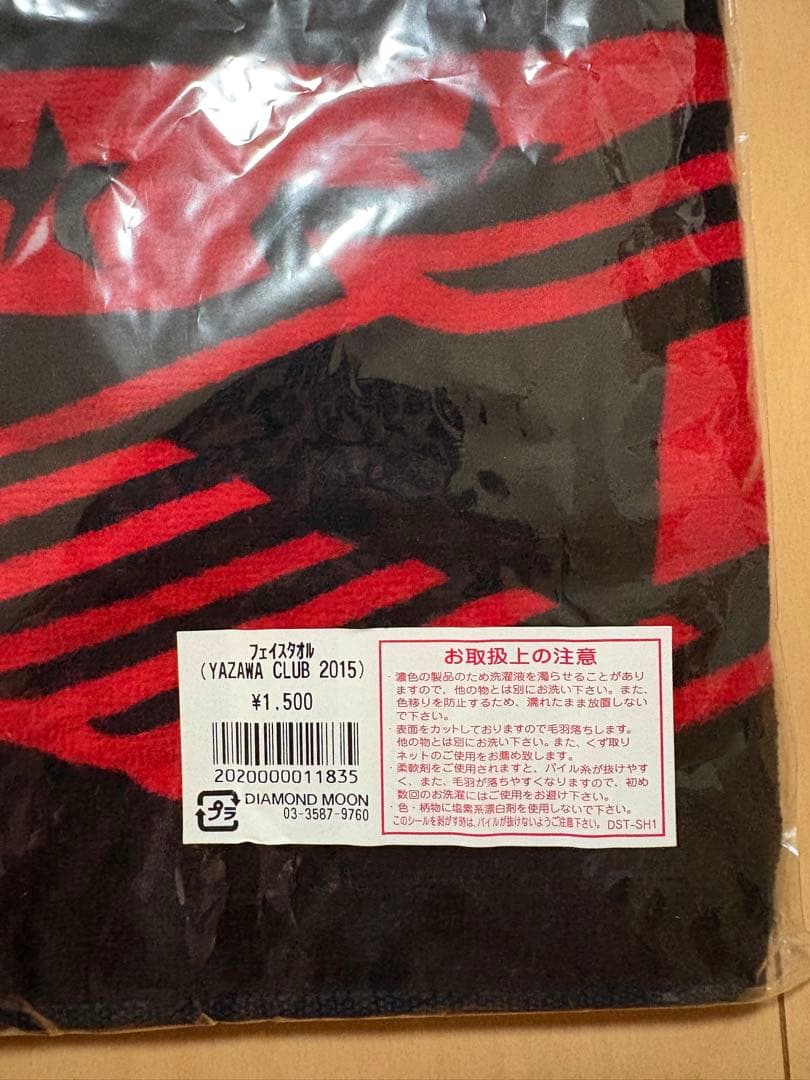 フェイスタオル
(YAZAWA CLUB 2015)
¥1,500
2020000011835
プラ
DIAMOND MOON
03-3587-9760
お取扱上の注意
・濃色の製品のため洗濯液を濁らせることがあり
ますので、他の物とは別にお洗い下さい。また、
色移りを防止するため、濡れたまま放置しない
で下さい。
・表面をカットしておりますので毛羽落ちします。
他の物とは別にお洗い下さい。また、くず取り
ネットのご使用をお薦め致します。
・柔軟剤をご使用されますと、パイル糸が抜けやす
く、また、毛羽が落ちやすくなりますので、初め
数回のお洗濯にはご使用をお避け下さい。
・色・柄物に塩素系漂白剤を使用しないで下さい。
このシールを剥がす時は、パイルが抜けないようご注意下さい。 DST-SH1